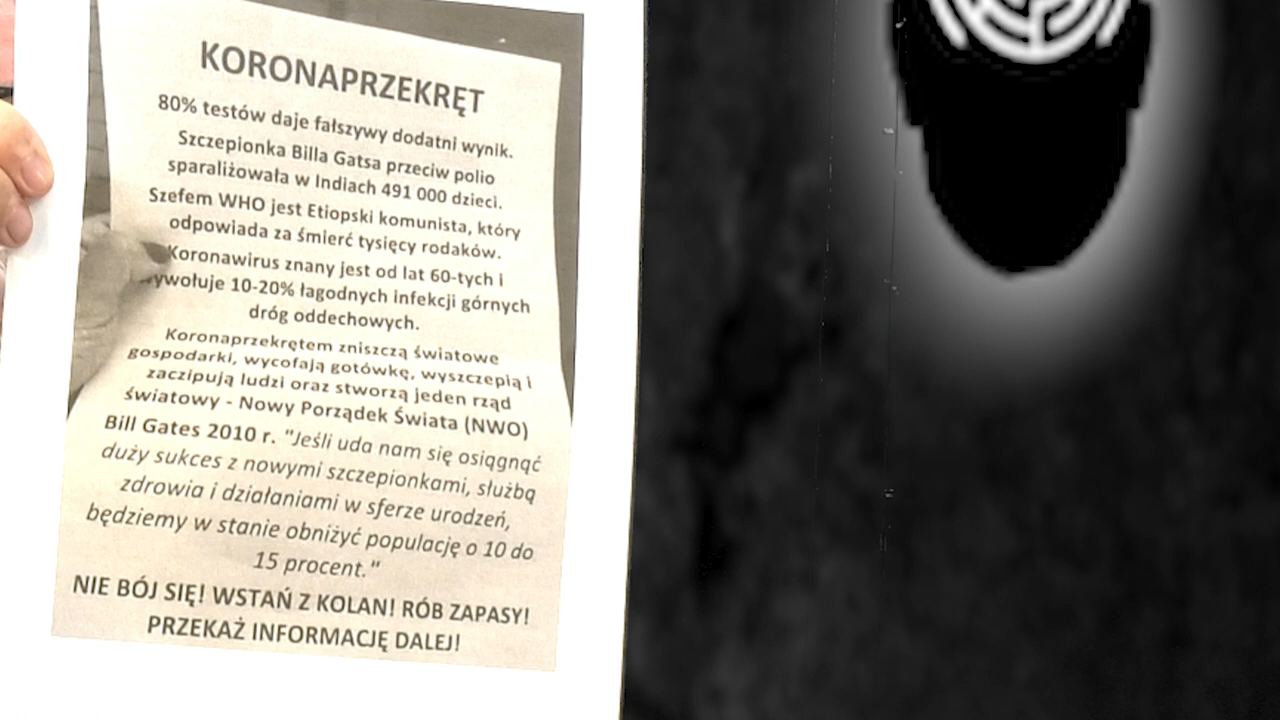 KORONAPRZEKRĘT
80% testów daje fałszywy dodatni wynik.
Szczepionka Billa Gatsa przeciw polio
sparaliżowała w Indiach 491 000 dzieci.
Szefem WHO jest Etiopski komunista, który
odpowiada za śmierć tysięcy rodaków.
Koronawirus znany jest od lat 60-tych i
wywołuje 10-20% łagodnych infekcji górnych
dróg oddechowych.
Koronaprzekrętem zniszczą światowe
gospodarki, wycofają gotówkę, wyszczepią i
zaczipują ludzi oraz stworzą jeden rząd
światowy - Nowy Porządek Świata (NWO)
Bill Gates 2010 r. "Jeśli uda nam się osiągnąć
duży sukces z nowymi szczepionkami, służbą
zdrowia i działaniami w sferze urodzeń,
będziemy w stanie obniżyć populację o 10 do
15 procent."
NIE BÓJ SIĘ! WSTAŃ Z KOLAN! RÓB ZAPASY!
PRZEKAŻ INFORMACJĘ DALEJ!